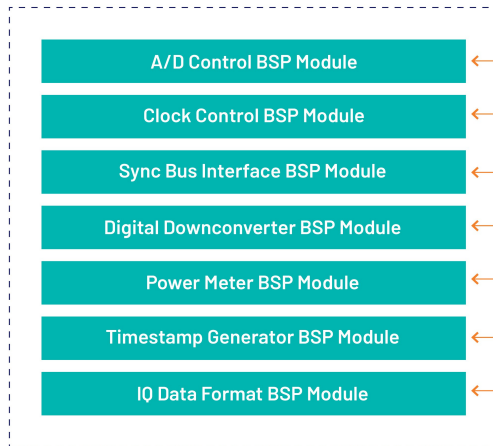 A/D Control BSP Module
Clock Control BSP Module
Sync Bus Interface BSP Module
Digital Downconverter BSP Module
Power Meter BSP Module
Timestamp Generator BSP Module
IQ Data Format BSP Module